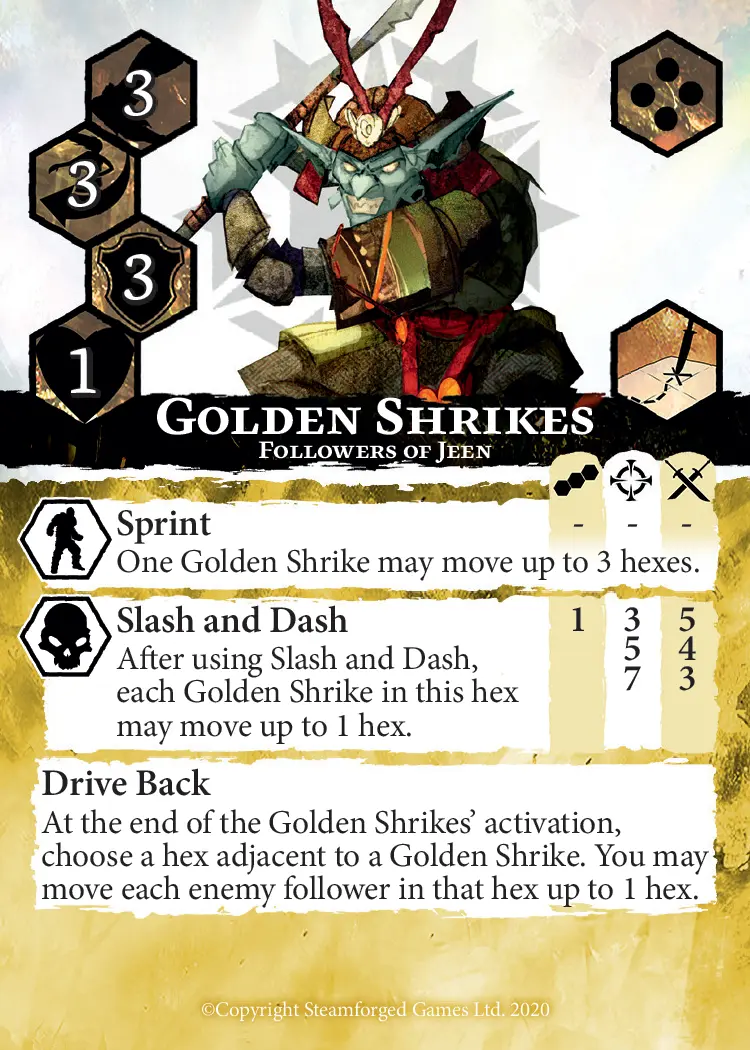 3
3
3
1
Golden Shrikes
Followers of Jeen
Sprint - - -
One Golden Shrike may move up to 3 hexes.
Slash and Dash 1 3 5
After using Slash and Dash, 5 4
each Golden Shrike in this hex 7 3
may move up to 1 hex.
Drive Back
At the end of the Golden Shrikes’ activation,
choose a hex adjacent to a Golden Shrike. You may
move each enemy follower in that hex up to 1 hex.
©Copyright Steamforged Games Ltd. 2020